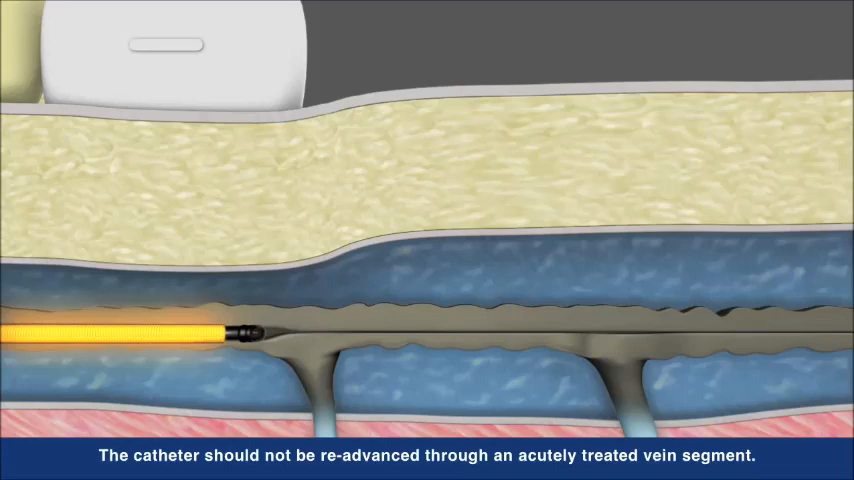 The catheter should not be re-advanced through an acutely treated vein segment.